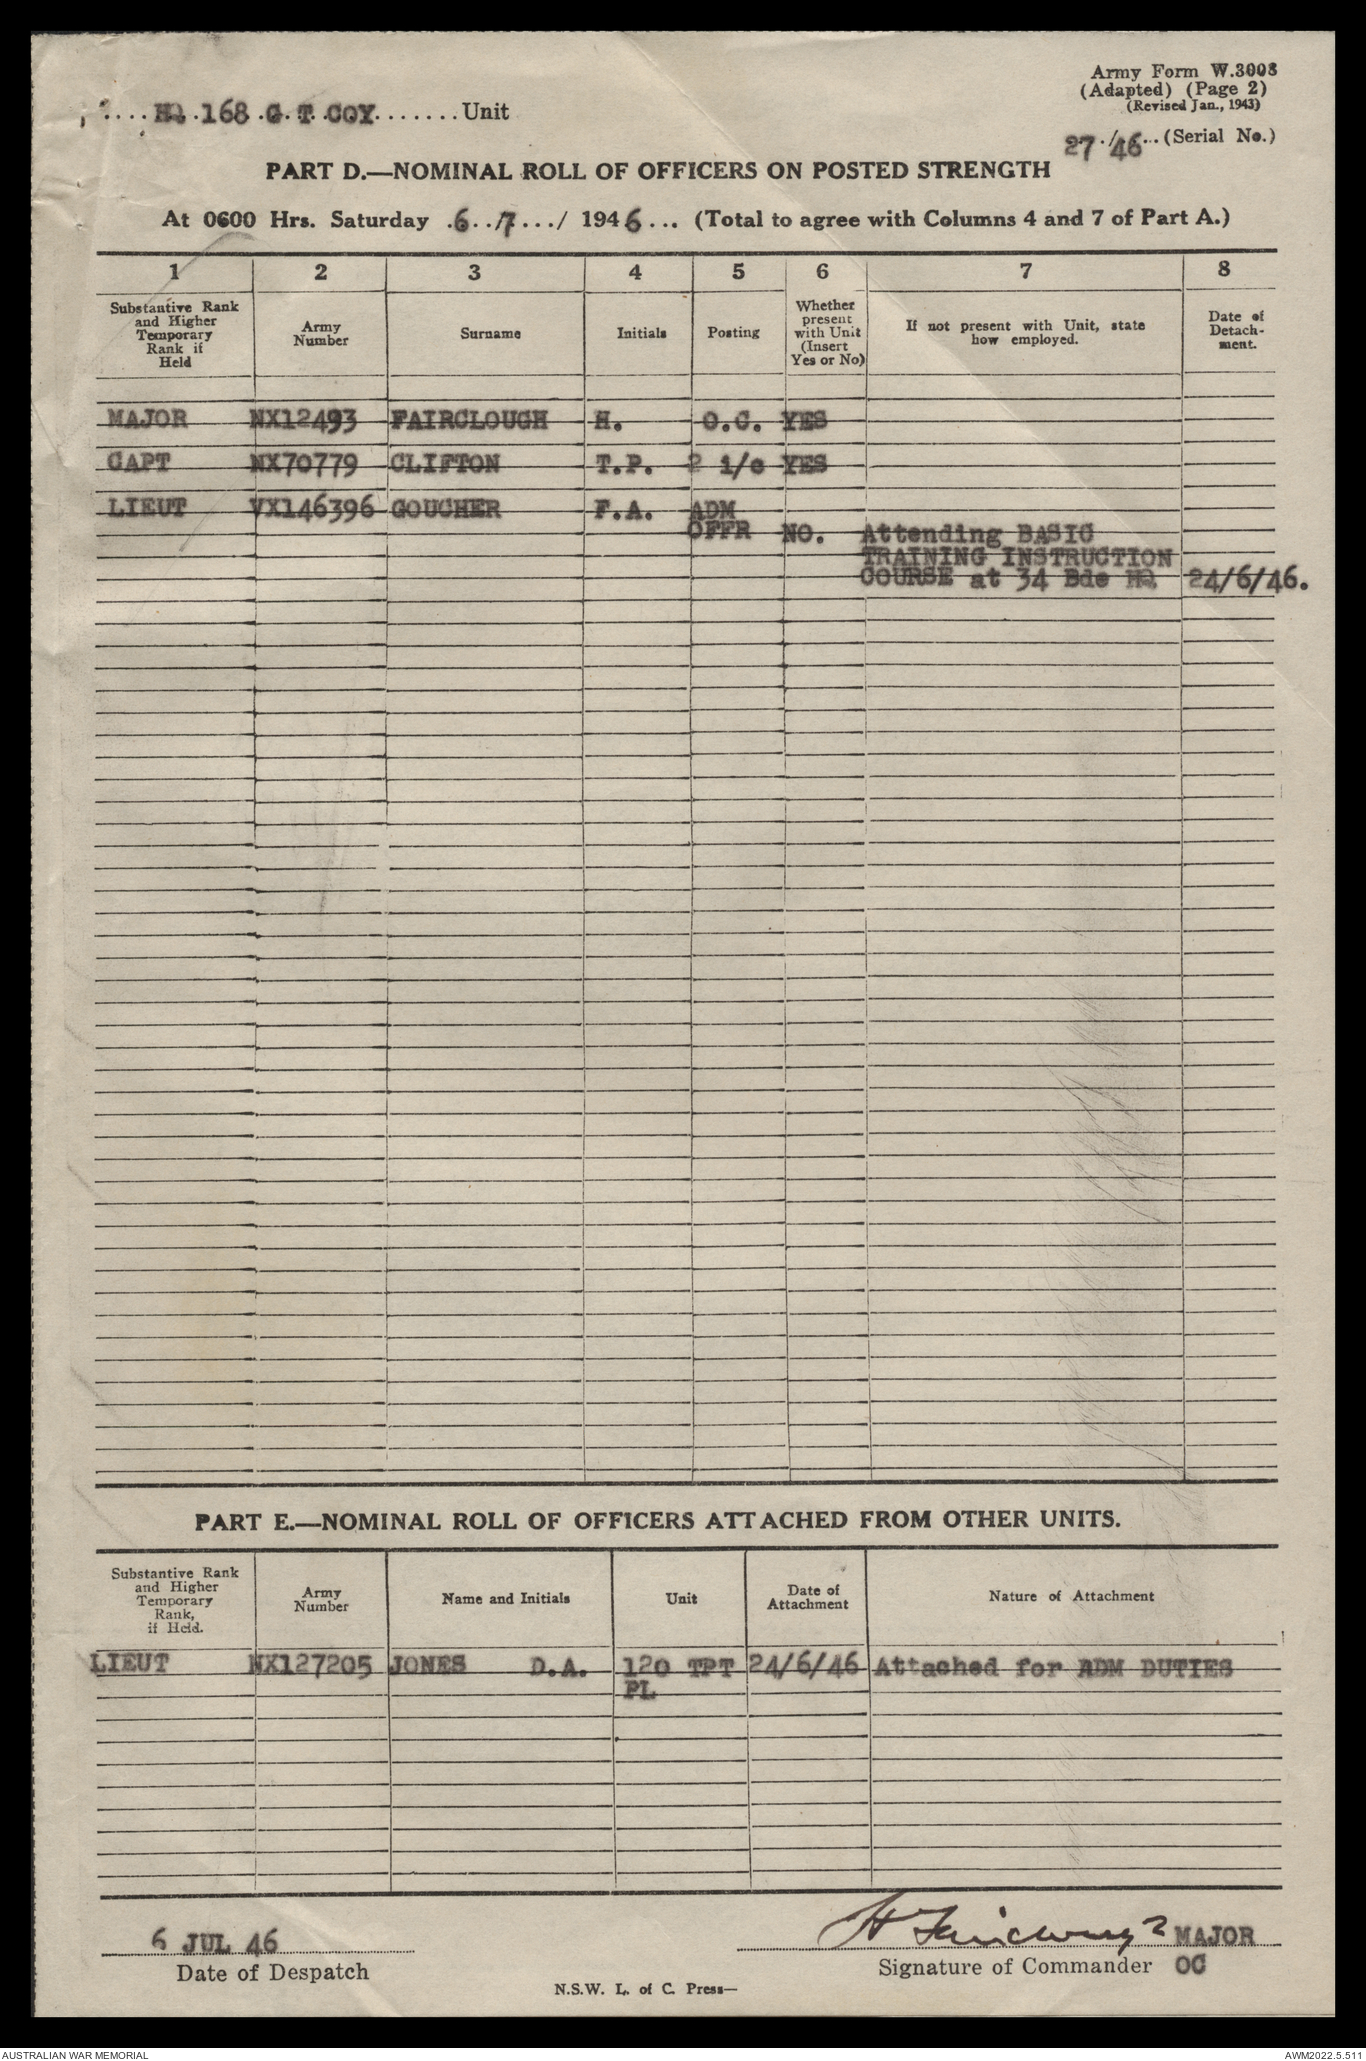 Army Form W.3008
(Adapted) (Page 2)
(Revised Jan., 1943)
....HQ.168.G.T.COY.......Unit
27./46..(Serial No.)
PART D.—NOMINAL ROLL OF OFFICERS ON POSTED STRENGTH
At 0600 Hrs. Saturday .6../7.../ 1946... (Total to agree with Columns 4 and 7 of Part A.)
1 2 3 4 5 6 7 8
Substantive Rank and Higher Temporary Rank if Held
Army Number
Surname
Initials
Posting
Whether present with Unit (Insert Yes or No)
If not present with Unit, state how employed.
Date of Detach-ment.
MAJOR NX12493 FAIRCLOUGH H. O.C. YES
CAPT NX70779 CLIFTON T.P. 2 i/c YES
LIEUT VX146396 GOUCHER F.A. ADM
OFFR NO. Attending BASIC
TRAINING INSTRUCTION
COURSE at 34 Bde HQ 24/6/46.
PART E.—NOMINAL ROLL OF OFFICERS ATTACHED FROM OTHER UNITS.
Substantive Rank and Higher Temporary Rank, if Held.
Army Number
Name and Initials
Unit
Date of Attachment
Nature of Attachment
LIEUT NX127205 JONES D.A. 120 TPT 24/6/46 Attached for ADM DUTIES
PL
6 JUL 46
H Fairclough MAJOR
Date of Despatch
Signature of Commander OC
N.S.W. L. of C. Press—
AUSTRALIAN WAR MEMORIAL
AWM2022.5.511